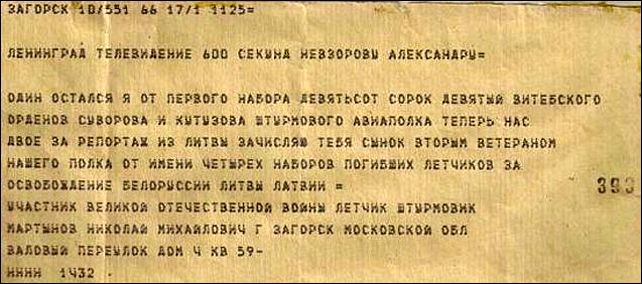 ЗАГОРСК 18/551 66 17/1 1125=
ЛЕНИНГРАД ТЕЛЕВИДЕНИЕ 600 СЕКУНД НЕВЗОРОВУ АЛЕКСАНДРУ=
ОДИН ОСТАЛСЯ Я ОТ ПЕРВОГО НАБОРА ДЕВЯТЬСОТ СОРОК ДЕВЯТЫЙ ВИТЕБСКОГО
ОРДЕНОВ СУВОРОВА И КУТУЗОВА ШТУРМОВОГО АВИАПОЛКА ТЕПЕРЬ НАС
ДВОЕ ЗА РЕПОРТАЖ ИЗ ЛИТВЫ ЗАЧИСЛЯЮ ТЕБЯ СЫНОК ВТОРЫМ ВЕТЕРАНОМ
НАШЕГО ПОЛКА ОТ ИМЕНИ ЧЕТЫРЕХ НАБОРОВ ПОГИБШИХ ЛЕТЧИКОВ ЗА
ОСВОБОЖДЕНИЕ БЕЛОРУССИИ ЛИТВЫ ЛАТВИИ =
393
УЧАСТНИК ВЕЛИКОЙ ОТЕЧЕСТВЕННОЙ ВОЙНЫ ЛЕТЧИК ШТУРМОВИК
МАРТЫНОВ НИКОЛАЙ МИХАЙЛОВИЧ Г ЗАГОРСК МОСКОВСКОЙ ОБЛ
ВАЛОВЫЙ ПЕРЕУЛОК ДОМ 4 КВ 59-
НННН 1432